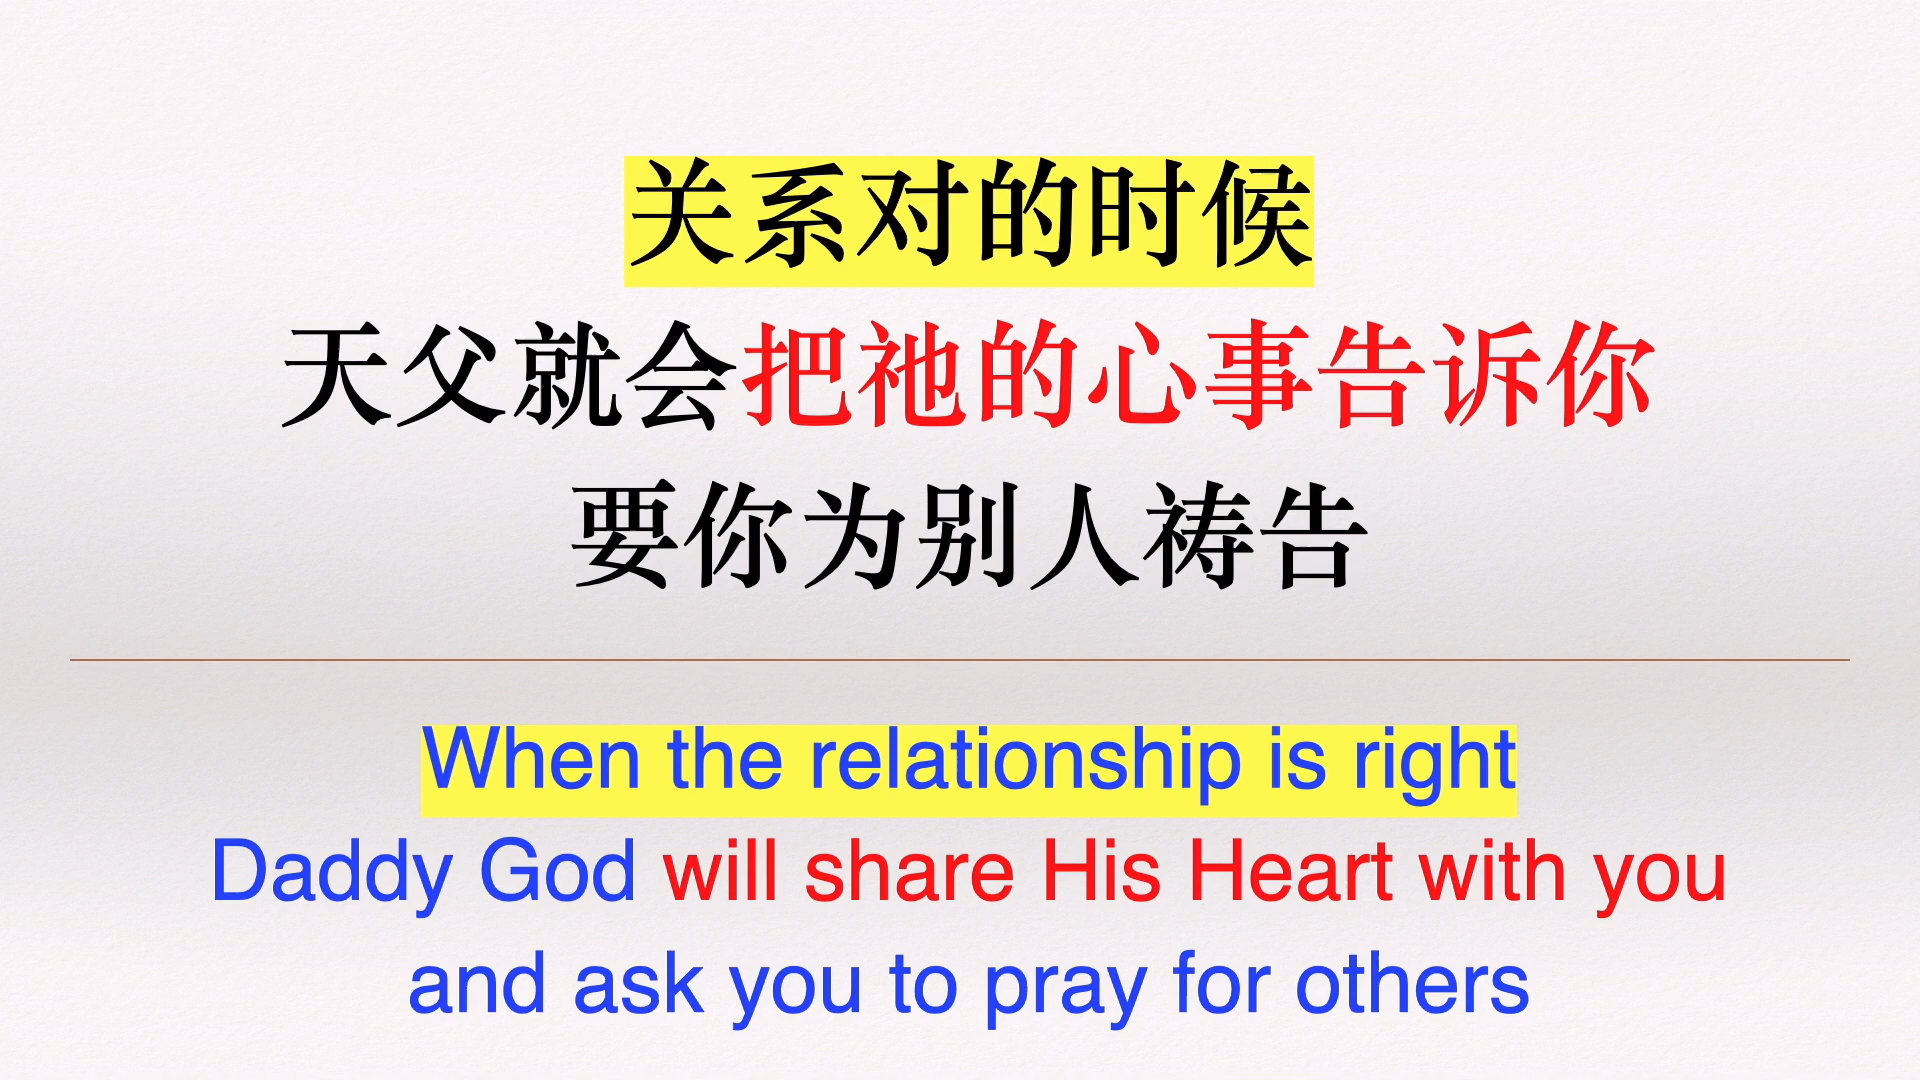 关系对的时候
天父就会把祂的心事告诉你
要你为别人祷告
When the relationship is right
Daddy God will share His Heart with you
and ask you to pray for others